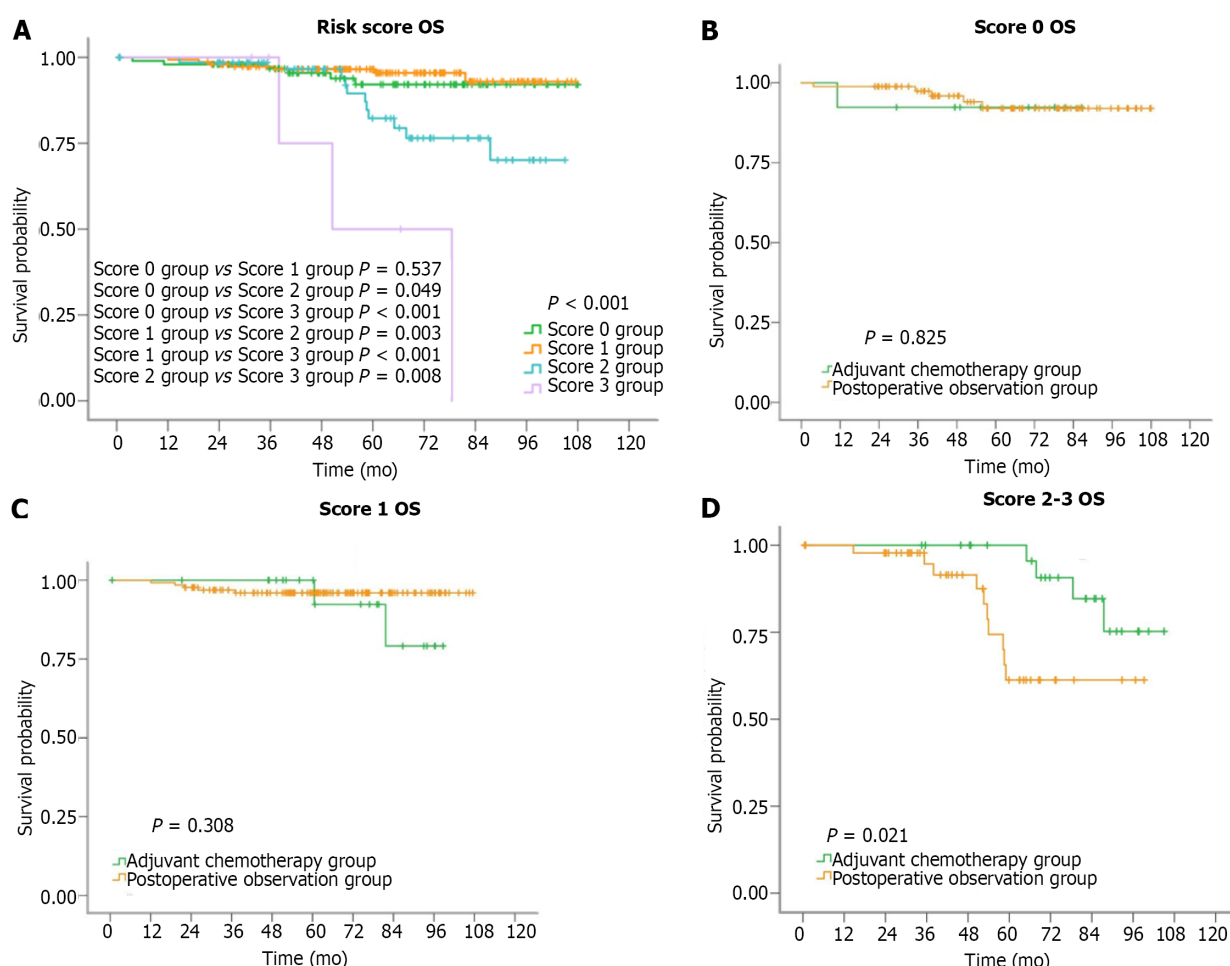 A
Risk score OS
1.00
0.75
0.50
0.25
0.00
Survival probability
Score 0 group vs Score 1 group P = 0.537
Score 0 group vs Score 2 group P = 0.049
Score 0 group vs Score 3 group P < 0.001
Score 1 group vs Score 2 group P = 0.003
Score 1 group vs Score 3 group P < 0.001
Score 2 group vs Score 3 group P = 0.008
P < 0.001
Score 0 group
Score 1 group
Score 2 group
Score 3 group
0 12 24 36 48 60 72 84 96 108 120
Time (mo)
B
Score 0 OS
1.00
0.75
0.50
0.25
0.00
Survival probability
P = 0.825
Adjuvant chemotherapy group
Postoperative observation group
0 12 24 36 48 60 72 84 96 108 120
Time (mo)
C
Score 1 OS
1.00
0.75
0.50
0.25
0.00
Survival probability
P = 0.308
Adjuvant chemotherapy group
Postoperative observation group
0 12 24 36 48 60 72 84 96 108 120
Time (mo)
D
Score 2-3 OS
1.00
0.75
0.50
0.25
0.00
Survival probability
P = 0.021
Adjuvant chemotherapy group
Postoperative observation group
0 12 24 36 48 60 72 84 96 108 120
Time (mo)